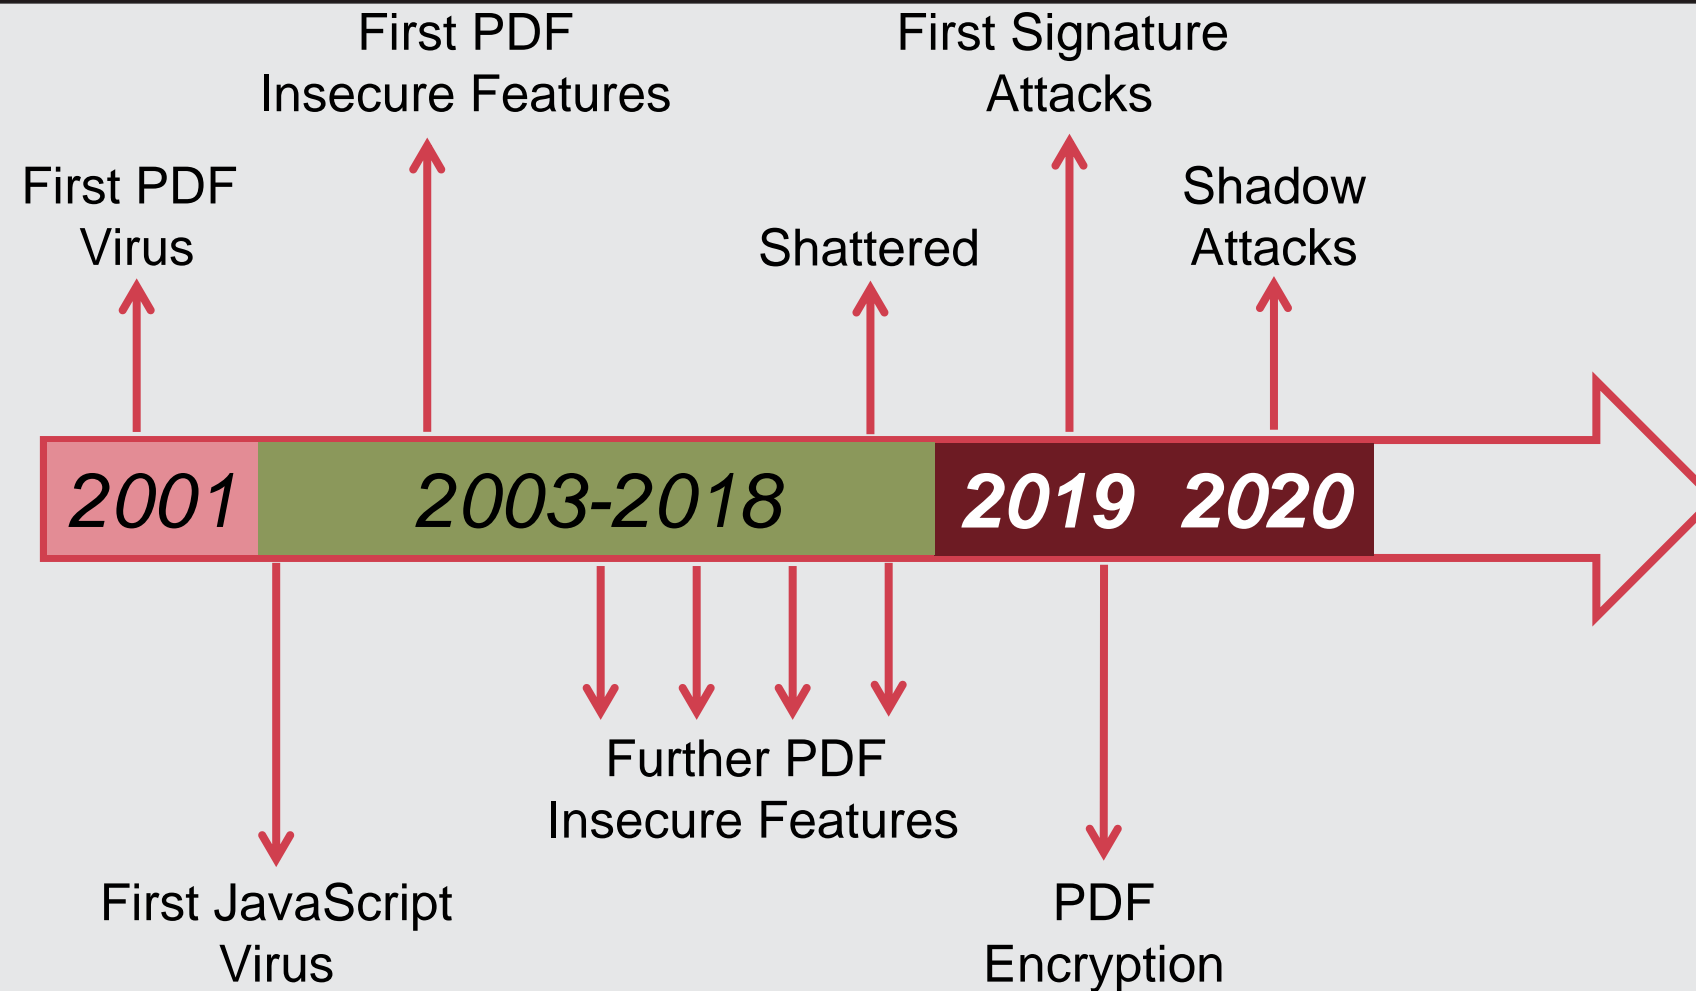 First PDF
Insecure Features
First Signature
Attacks
First PDF
Virus
Shattered
Shadow
Attacks
2001
2003-2018
2019
2020
Further PDF
Insecure Features
First JavaScript
Virus
PDF
Encryption